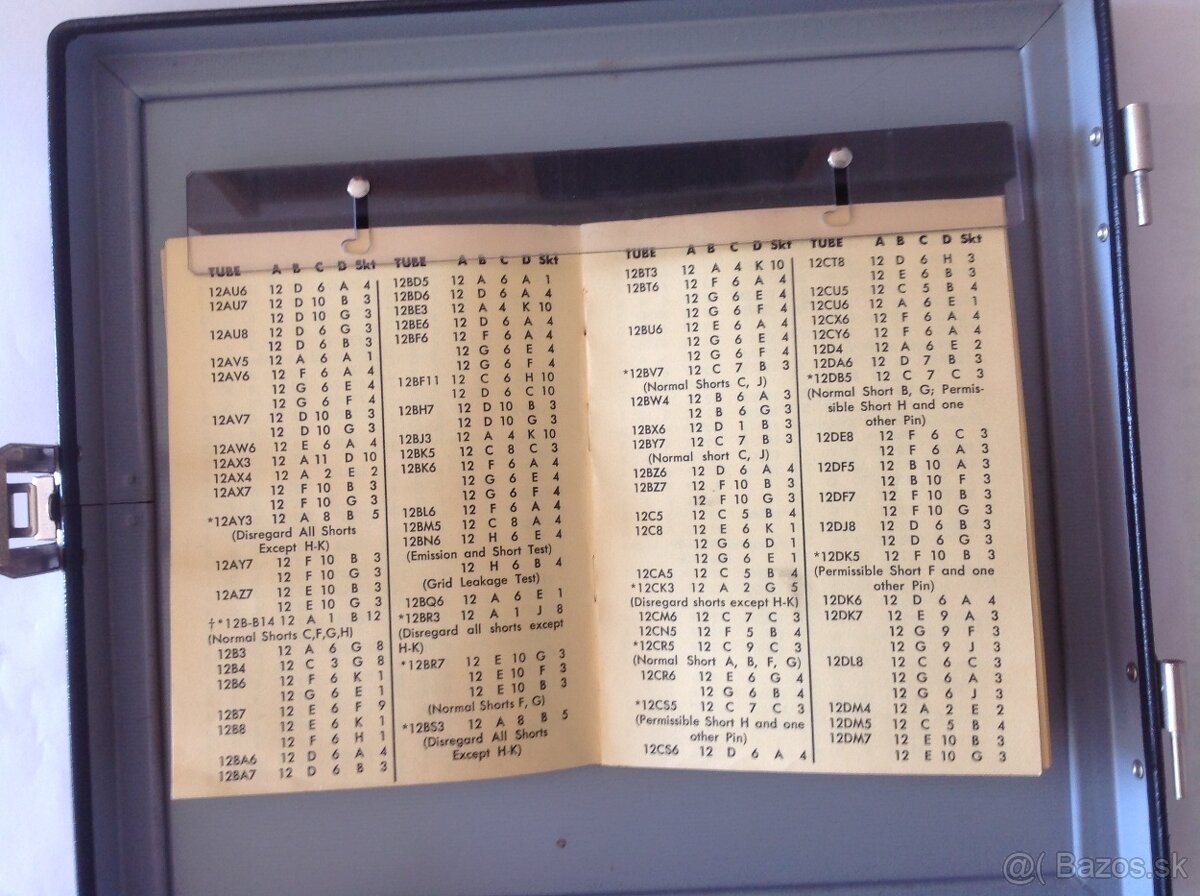 TUBE A B C D Skt
12AU6 12 D 6 A 4
12AU7 12 D 10 B 3
12 D 10 G 3
12AU8 12 D 6 G 3
12 D 6 B 3
12AV5 12 A 6 A 1
12AV6 12 F 6 A 4
12 G 6 E 4
12 G 6 F 4
12AV7 12 D 10 B 3
12 D 10 G 3
12AW6 12 E 6 A 4
12AX3 12 A 11 D 10
12AX4 12 A 2 E 2
12AX7 12 F 10 B 3
12 F 10 G 3
*12AY3 12 A 8 B 5
(Disregard All Shorts
Except H-K)
12AY7 12 F 10 B 3
12 F 10 G 3
12AZ7 12 E 10 B 3
12 E 10 G 3
†*12B-B14 12 A 1 B 12
(Normal Shorts C,F,G,H)
12B3 12 A 6 G 8
12B4 12 C 3 G 8
12B6 12 F 6 K 1
12 G 6 E 1
12B7 12 E 6 F 9
12B8 12 E 6 K 1
12 F 6 H 1
12BA6 12 D 6 A 4
12BA7 12 D 6 B 3
TUBE A B C D Skt
12BD5 12 A 6 A 1
12BD6 12 D 6 A 4
12BE3 12 A 4 K 10
12BE6 12 D 6 A 4
12BF6 12 F 6 A 4
12 G 6 E 4
12 G 6 F 4
12BF11 12 C 6 H 10
12 D 6 C 10
12BH7 12 D 10 B 3
12 D 10 G 3
12BJ3 12 A 4 K 10
12BK5 12 C 8 C 3
12BK6 12 F 6 A 4
12 G 6 E 4
12 G 6 F 4
12BL6 12 F 6 A 4
12BM5 12 C 8 A 4
12BN6 12 H 6 E 4
(Emission and Short Test)
12 H 6 B 4
(Grid Leakage Test)
12BQ6 12 A 6 E 1
*12BR3 12 A 1 J 8
(Disregard all shorts except
H-K)
*12BR7 12 E 10 G 3
12 E 10 F 3
12 E 10 B 3
(Normal Shorts F, G)
*12BS3 12 A 8 B 5
(Disregard All Shorts
Except H-K)
TUBE A B C D Skt
12BT3 12 A 4 K 10
12BT6 12 F 6 A 4
12 G 6 E 4
12 G 6 F 4
12BU6 12 E 6 A 4
12 G 6 E 4
12 G 6 F 4
*12BV7 12 C 7 B 3
(Normal Shorts C, J)
12BW4 12 B 6 A 3
12 B 6 G 3
12BX6 12 D 1 B 3
12BY7 12 C 7 B 3
(Normal short C, J)
12BZ6 12 D 6 A 4
12BZ7 12 F 10 B 3
12 F 10 G 3
12C5 12 C 5 B 4
12C8 12 E 6 K 1
12 G 6 D 1
12 G 6 E 1
12CA5 12 C 5 B 4
*12CK3 12 A 2 G 5
(Disregard shorts except H-K)
12CM6 12 C 7 C 3
12CN5 12 F 5 B 4
*12CR5 12 C 9 C 3
(Normal Short A, B, F, G)
12CR6 12 E 6 G 4
12 G 6 B 4
*12CS5 12 C 7 C 3
(Permissible Short H and one
other Pin)
12CS6 12 D 6 A 4
TUBE A B C D Skt
12CT8 12 D 6 H 3
12 E 6 B 3
12CU5 12 C 5 B 4
12CU6 12 A 6 E 1
12CX6 12 F 6 A 4
12CY6 12 F 6 A 4
12D4 12 A 6 E 2
12DA6 12 D 7 B 3
*12DB5 12 C 7 C 3
(Normal Short B, G; Permis-
sible Short H and one
other Pin)
12DE8 12 F 6 C 3
12 F 6 A 3
12DF5 12 B 10 A 3
12 B 10 F 3
12DF7 12 F 10 B 3
12 F 10 G 3
12DJ8 12 D 6 B 3
12 D 6 G 3
*12DK5 12 F 10 B 3
(Permissible Short F and one
other Pin)
12DK6 12 D 6 A 4
12DK7 12 E 9 A 3
12 G 9 F 3
12 G 9 J 3
12DL8 12 C 6 C 3
12 G 6 A 3
12 G 6 J 3
12DM4 12 A 2 E 2
12DM5 12 C 5 B 4
12DM7 12 E 10 B 3
12 E 10 G 3
@( Bazos.sk